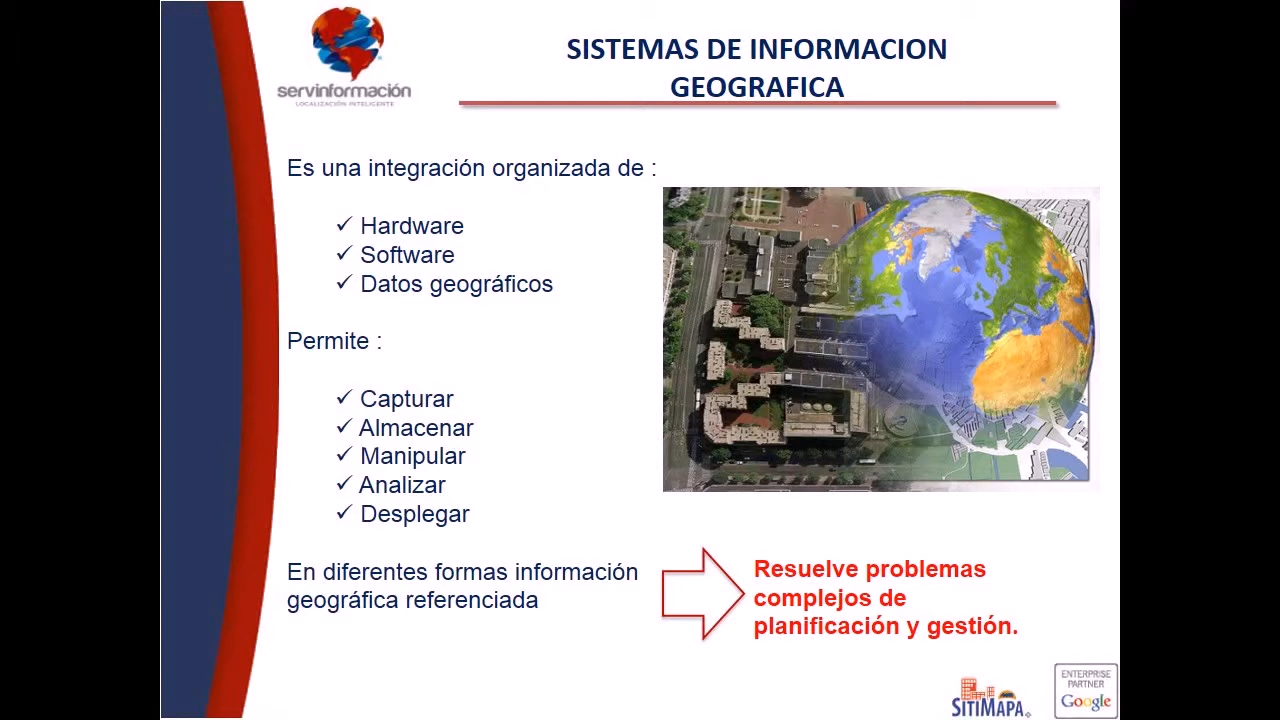 servinformación
LOCALIZACIÓN INTELIGENTE
SISTEMAS DE INFORMACION
GEOGRAFICA
Es una integración organizada de :
✓ Hardware
✓ Software
✓ Datos geográficos
Permite :
✓ Capturar
✓ Almacenar
✓ Manipular
✓ Analizar
✓ Desplegar
En diferentes formas información
geográfica referenciada
Resuelve problemas
complejos de
planificación y gestión.
SITIMAPA
ENTERPRISE
PARTNER
Google